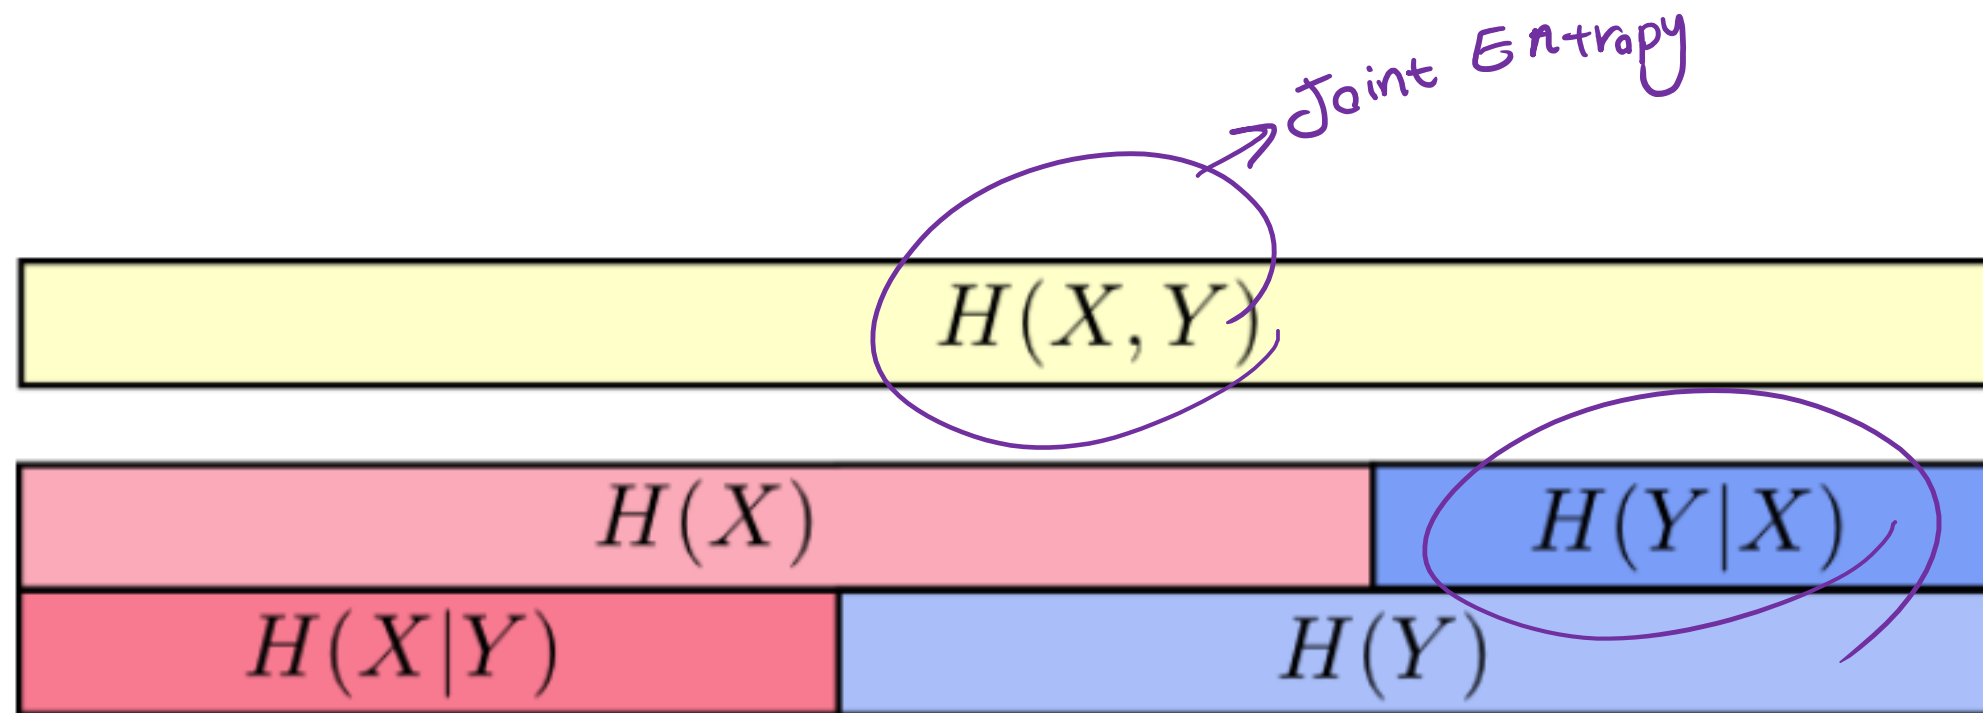 Joint Entropy
H(X, Y)
H(X) H(Y|X)
H(X|Y) H(Y)